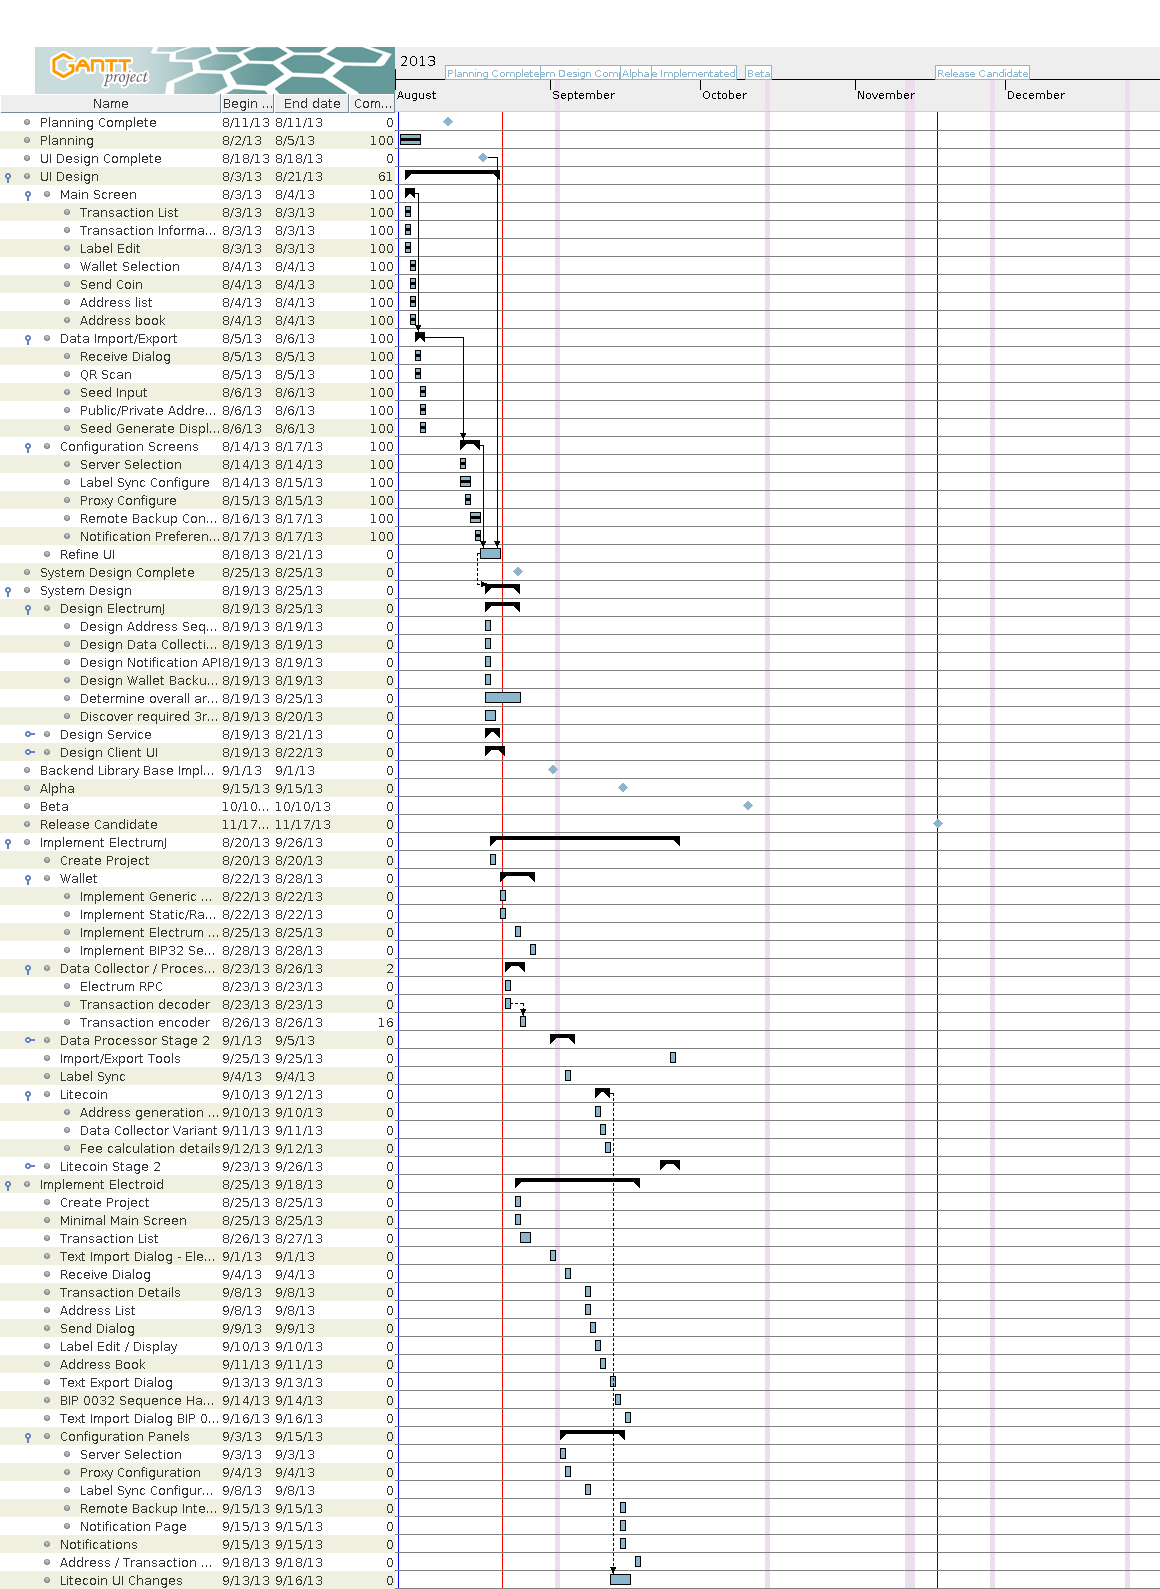 GANTT
project
2013
Planning Complete
em Design Com
Alpha
e Implementated
Beta
Release Candidate
August September October November December
Name Begin ... End date Com...
Planning Complete 8/11/13 8/11/13 0
Planning 8/2/13 8/5/13 100
UI Design Complete 8/18/13 8/18/13 0
UI Design 8/3/13 8/21/13 61
Main Screen 8/3/13 8/4/13 100
Transaction List 8/3/13 8/3/13 100
Transaction Informa... 8/3/13 8/3/13 100
Label Edit 8/3/13 8/3/13 100
Wallet Selection 8/4/13 8/4/13 100
Send Coin 8/4/13 8/4/13 100
Address list 8/4/13 8/4/13 100
Address book 8/4/13 8/4/13 100
Data Import/Export 8/5/13 8/6/13 100
Receive Dialog 8/5/13 8/5/13 100
QR Scan 8/5/13 8/5/13 100
Seed Input 8/6/13 8/6/13 100
Public/Private Addre... 8/6/13 8/6/13 100
Seed Generate Displ... 8/6/13 8/6/13 100
Configuration Screens 8/14/13 8/17/13 100
Server Selection 8/14/13 8/14/13 100
Label Sync Configure 8/14/13 8/15/13 100
Proxy Configure 8/15/13 8/15/13 100
Remote Backup Con... 8/16/13 8/17/13 100
Notification Preferen... 8/17/13 8/17/13 100
Refine UI 8/18/13 8/21/13 0
System Design Complete 8/25/13 8/25/13 0
System Design 8/19/13 8/25/13 0
Design ElectrumJ 8/19/13 8/25/13 0
Design Address Seq... 8/19/13 8/19/13 0
Design Data Collecti... 8/19/13 8/19/13 0
Design Notification API 8/19/13 8/19/13 0
Design Wallet Backu... 8/19/13 8/19/13 0
Determine overall ar... 8/19/13 8/25/13 0
Discover required 3r... 8/19/13 8/20/13 0
Design Service 8/19/13 8/21/13 0
Design Client UI 8/19/13 8/22/13 0
Backend Library Base Impl... 9/1/13 9/1/13 0
Alpha 9/15/13 9/15/13 0
Beta 10/10... 10/10/13 0
Release Candidate 11/17... 11/17/13 0
Implement ElectrumJ 8/20/13 9/26/13 0
Create Project 8/20/13 8/20/13 0
Wallet 8/22/13 8/28/13 0
Implement Generic ... 8/22/13 8/22/13 0
Implement Static/Ra... 8/22/13 8/22/13 0
Implement Electrum ... 8/25/13 8/25/13 0
Implement BIP32 Se... 8/28/13 8/28/13 0
Data Collector / Proces... 8/23/13 8/26/13 2
Electrum RPC 8/23/13 8/23/13 0
Transaction decoder 8/23/13 8/23/13 0
Transaction encoder 8/26/13 8/26/13 16
Data Processor Stage 2 9/1/13 9/5/13 0
Import/Export Tools 9/25/13 9/25/13 0
Label Sync 9/4/13 9/4/13 0
Litecoin 9/10/13 9/12/13 0
Address generation ... 9/10/13 9/10/13 0
Data Collector Variant 9/11/13 9/11/13 0
Fee calculation details 9/12/13 9/12/13 0
Litecoin Stage 2 9/23/13 9/26/13 0
Implement Electroid 8/25/13 9/18/13 0
Create Project 8/25/13 8/25/13 0
Minimal Main Screen 8/25/13 8/25/13 0
Transaction List 8/26/13 8/27/13 0
Text Import Dialog - Ele... 9/1/13 9/1/13 0
Receive Dialog 9/4/13 9/4/13 0
Transaction Details 9/8/13 9/8/13 0
Address List 9/8/13 9/8/13 0
Send Dialog 9/9/13 9/9/13 0
Label Edit / Display 9/10/13 9/10/13 0
Address Book 9/11/13 9/11/13 0
Text Export Dialog 9/13/13 9/13/13 0
BIP 0032 Sequence Ha... 9/14/13 9/14/13 0
Text Import Dialog BIP 0... 9/16/13 9/16/13 0
Configuration Panels 9/3/13 9/15/13 0
Server Selection 9/3/13 9/3/13 0
Proxy Configuration 9/4/13 9/4/13 0
Label Sync Configur... 9/8/13 9/8/13 0
Remote Backup Inte... 9/15/13 9/15/13 0
Notification Page 9/15/13 9/15/13 0
Notifications 9/15/13 9/15/13 0
Address / Transaction ... 9/18/13 9/18/13 0
Litecoin UI Changes 9/13/13 9/16/13 0